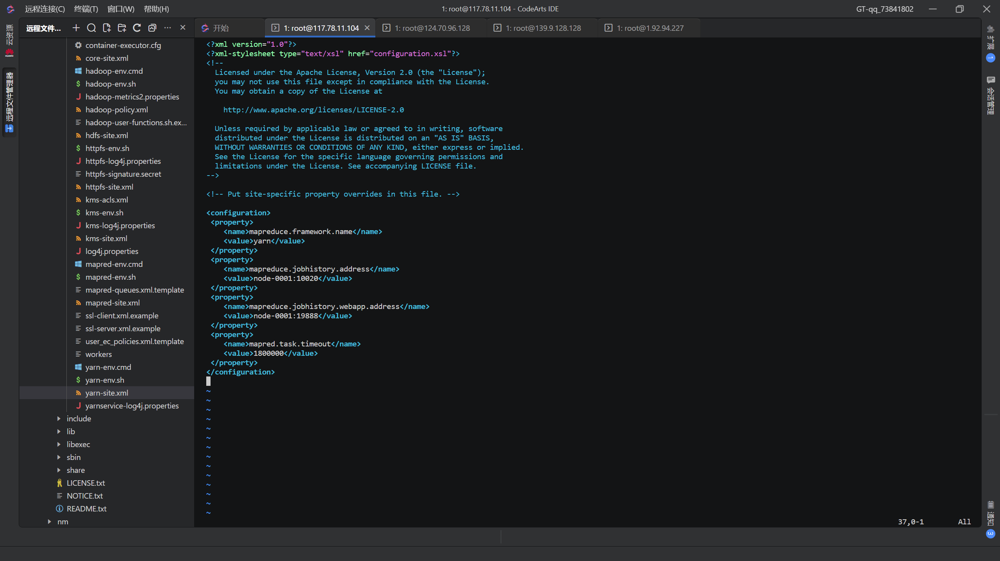 远程连接(C) 终端(T) 窗口(W) 帮助(H)
1: root@117.78.11.104 - CodeArts IDE
GT-qq_73841802
云资源
HUAWEI
远程文件管理器
远程文件...
开始
1: root@117.78.11.104
1: root@124.70.96.128
1: root@139.9.128.128
1: root@1.92.94.227
container-executor.cfg
core-site.xml
hadoop-env.cmd
hadoop-env.sh
hadoop-metrics2.properties
hadoop-policy.xml
hadoop-user-functions.sh.ex...
hdfs-site.xml
httpfs-env.sh
httpfs-log4j.properties
httpfs-signature.secret
httpfs-site.xml
kms-acls.xml
kms-env.sh
kms-log4j.properties
kms-site.xml
log4j.properties
mapred-env.cmd
mapred-env.sh
mapred-queues.xml.template
mapred-site.xml
ssl-client.xml.example
ssl-server.xml.example
user_ec_policies.xml.template
workers
yarn-env.cmd
yarn-env.sh
yarn-site.xml
yarnservice-log4j.properties
include
lib
libexec
sbin
share
LICENSE.txt
NOTICE.txt
README.txt
nm
<?xml version="1.0"?>
<?xml-stylesheet type="text/xsl" href="configuration.xsl"?>
<!--
  Licensed under the Apache License, Version 2.0 (the "License");
  you may not use this file except in compliance with the License.
  You may obtain a copy of the License at
    http://www.apache.org/licenses/LICENSE-2.0
  Unless required by applicable law or agreed to in writing, software
  distributed under the License is distributed on an "AS IS" BASIS,
  WITHOUT WARRANTIES OR CONDITIONS OF ANY KIND, either express or implied.
  See the License for the specific language governing permissions and
  limitations under the License. See accompanying LICENSE file.
-->
<!-- Put site-specific property overrides in this file. -->
<configuration>
 <property>
    <name>mapreduce.framework.name</name>
    <value>yarn</value>
 </property>
 <property>
    <name>mapreduce.jobhistory.address</name>
    <value>node-0001:10020</value>
 </property>
 <property>
    <name>mapreduce.jobhistory.webapp.address</name>
    <value>node-0001:19888</value>
 </property>
 <property>
    <name>mapred.task.timeout</name>
    <value>1800000</value>
 </property>
</configuration>
~
~
~
~
~
~
~
~
~
~
~
~
~
~
37,0-1 All
扩展
1
会话管理
通知
3